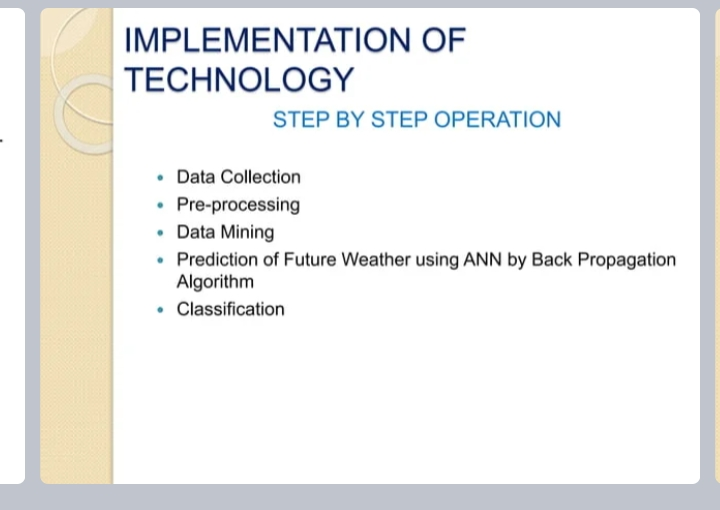 IMPLEMENTATION OF
TECHNOLOGY
STEP BY STEP OPERATION
• Data Collection
• Pre-processing
• Data Mining
• Prediction of Future Weather using ANN by Back Propagation
Algorithm
• Classification